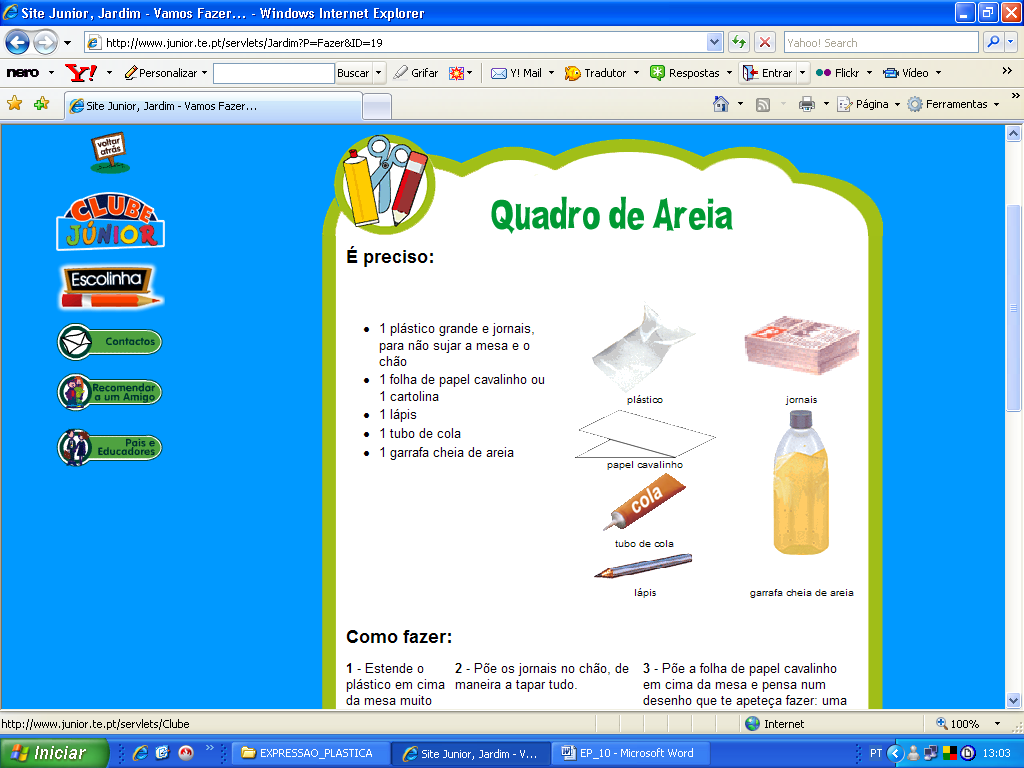 Site Junior, Jardim - Vamos Fazer... - Windows Internet Explorer
http://www.junior.te.pt/servlets/Jardim?P=Fazer&ID=19
Yahoo! Search
nero
Y!
Personalizar
Buscar
Grifar
Y! Mail
Tradutor
Respostas
Entrar
Flickr
Vídeo
Site Junior, Jardim - Vamos Fazer...
Página
Ferramentas
voltar
atrás
CLUBE
JÚNIOR
Escolinha
Contactos
Recomendar
a um Amigo
Pais e
Educadores
Quadro de Areia
É preciso:
1 plástico grande e jornais,
para não sujar a mesa e o
chão
1 folha de papel cavalinho ou
1 cartolina
1 lápis
1 tubo de cola
1 garrafa cheia de areia
plástico
jornais
papel cavalinho
cola
tubo de cola
lápis
garrafa cheia de areia
Como fazer:
1 - Estende o
plástico em cima
da mesa muito
2 - Põe os jornais no chão, de
maneira a tapar tudo.
3 - Põe a folha de papel cavalinho
em cima da mesa e pensa num
desenho que te apeteça fazer: uma
http://www.junior.te.pt/servlets/Clube
Internet
100%
Iniciar
EXPRESSAO_PLASTICA
Site Junior, Jardim - V...
EP_10 - Microsoft Word
PT
13:03